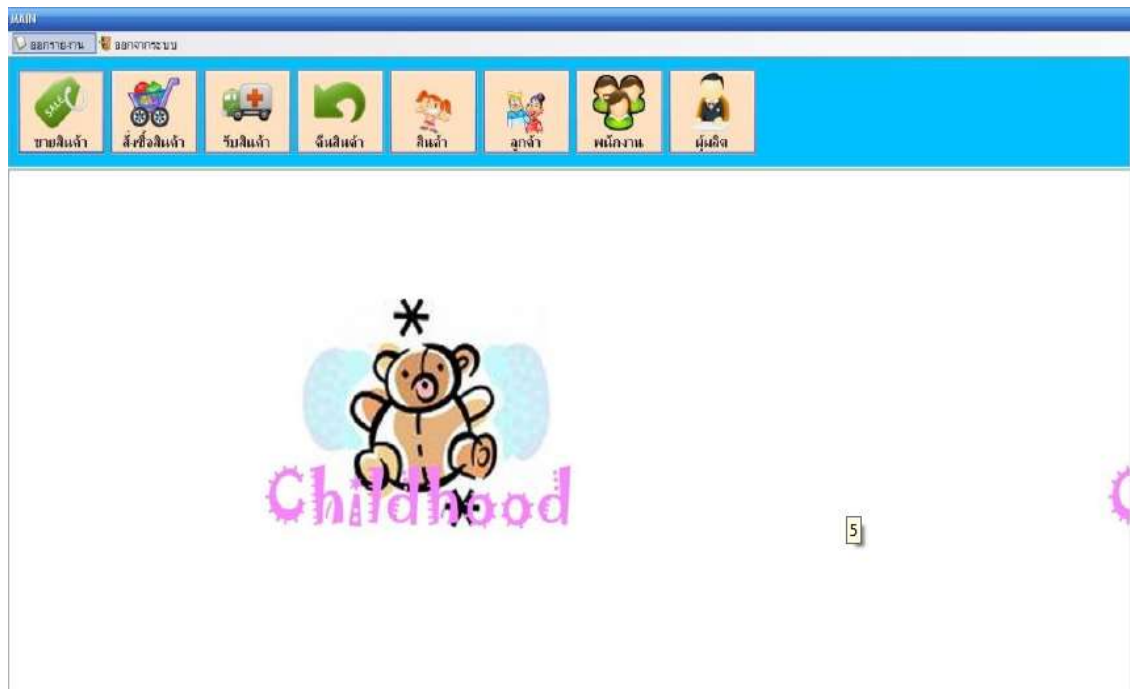 MAIN
ออกรายงาน ออกจากระบบ
SALE
ขายสินค้า สั่งซื้อสินค้า รับสินค้า คืนสินค้า สินค้า ลูกค้า พนักงาน ผู้ผลิต
Childhood
5